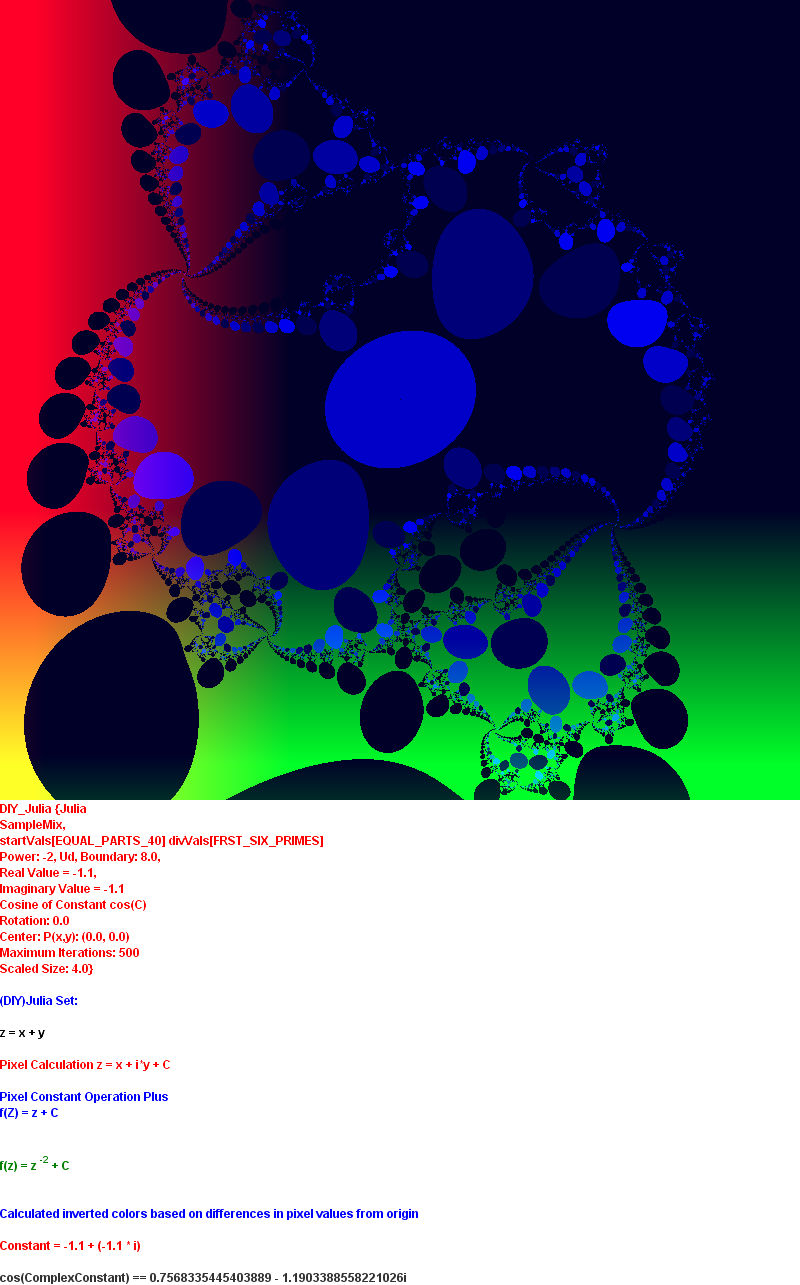 DIY_Julia {Julia
SampleMix,
startVals[EQUAL_PARTS_40] divVals[FRST_SIX_PRIMES]
Power: -2, Ud, Boundary: 8.0,
Real Value = -1.1,
Imaginary Value = -1.1
Cosine of Constant cos(C)
Rotation: 0.0
Center: P(x,y): (0.0, 0.0)
Maximum Iterations: 500
Scaled Size: 4.0}
(DIY)Julia Set:
z = x + y
Pixel Calculation z = x + i*y + C
Pixel Constant Operation Plus
f(Z) = z + C
f(z) = z -2 + C
Calculated inverted colors based on differences in pixel values from origin
Constant = -1.1 + (-1.1 * i)
cos(ComplexConstant) == 0.7568335445403889 - 1.1903388558221026i